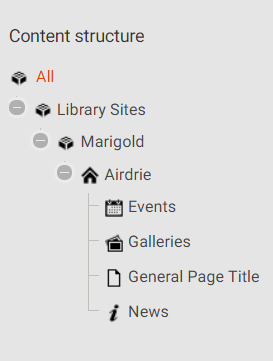 Content structure
All
Library Sites
Marigold
Airdrie
Events
Galleries
General Page Title
News